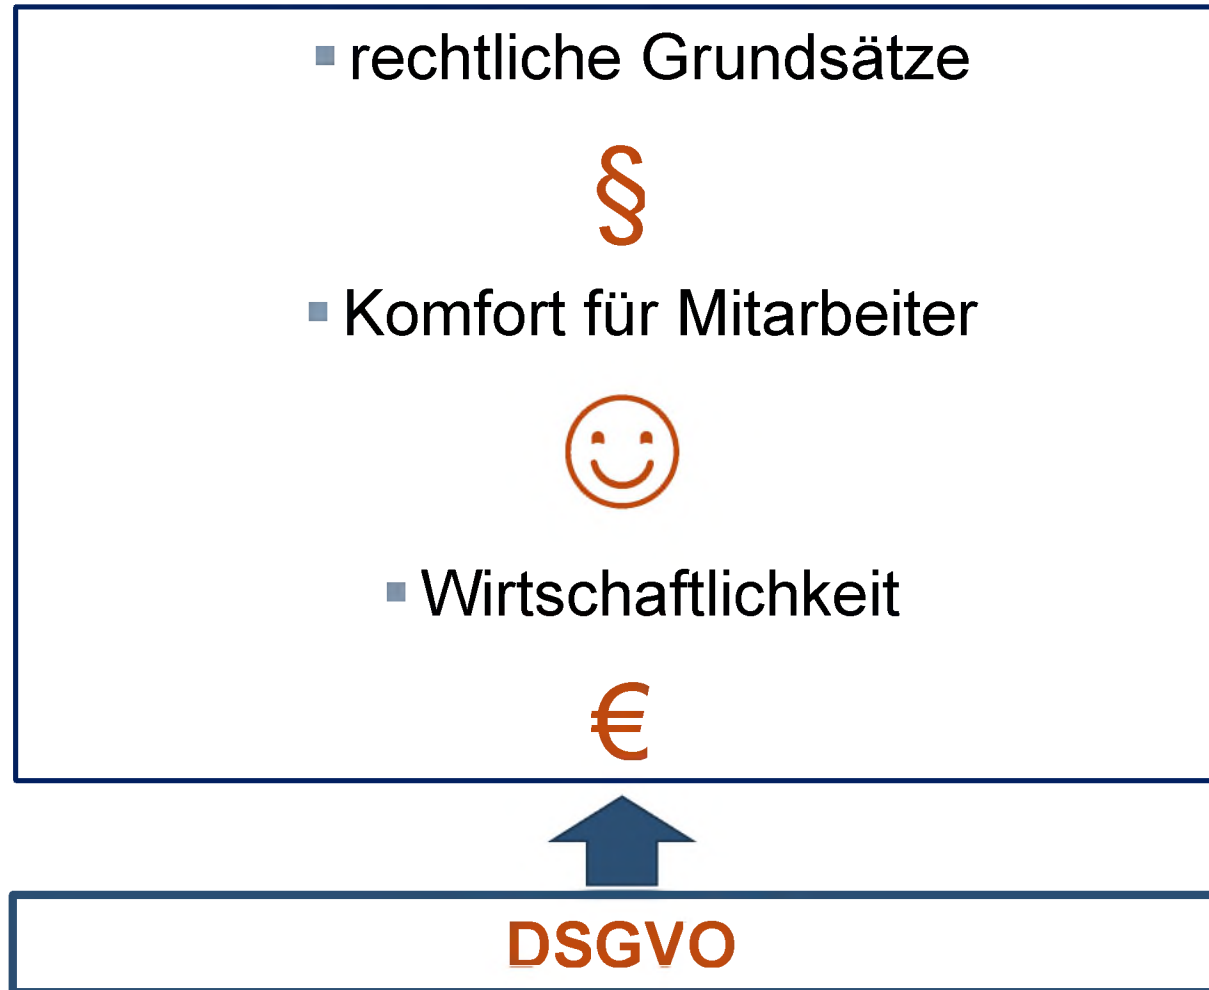 ▪ rechtliche Grundsätze
§
▪ Komfort für Mitarbeiter
▪ Wirtschaftlichkeit
€
DSGVO